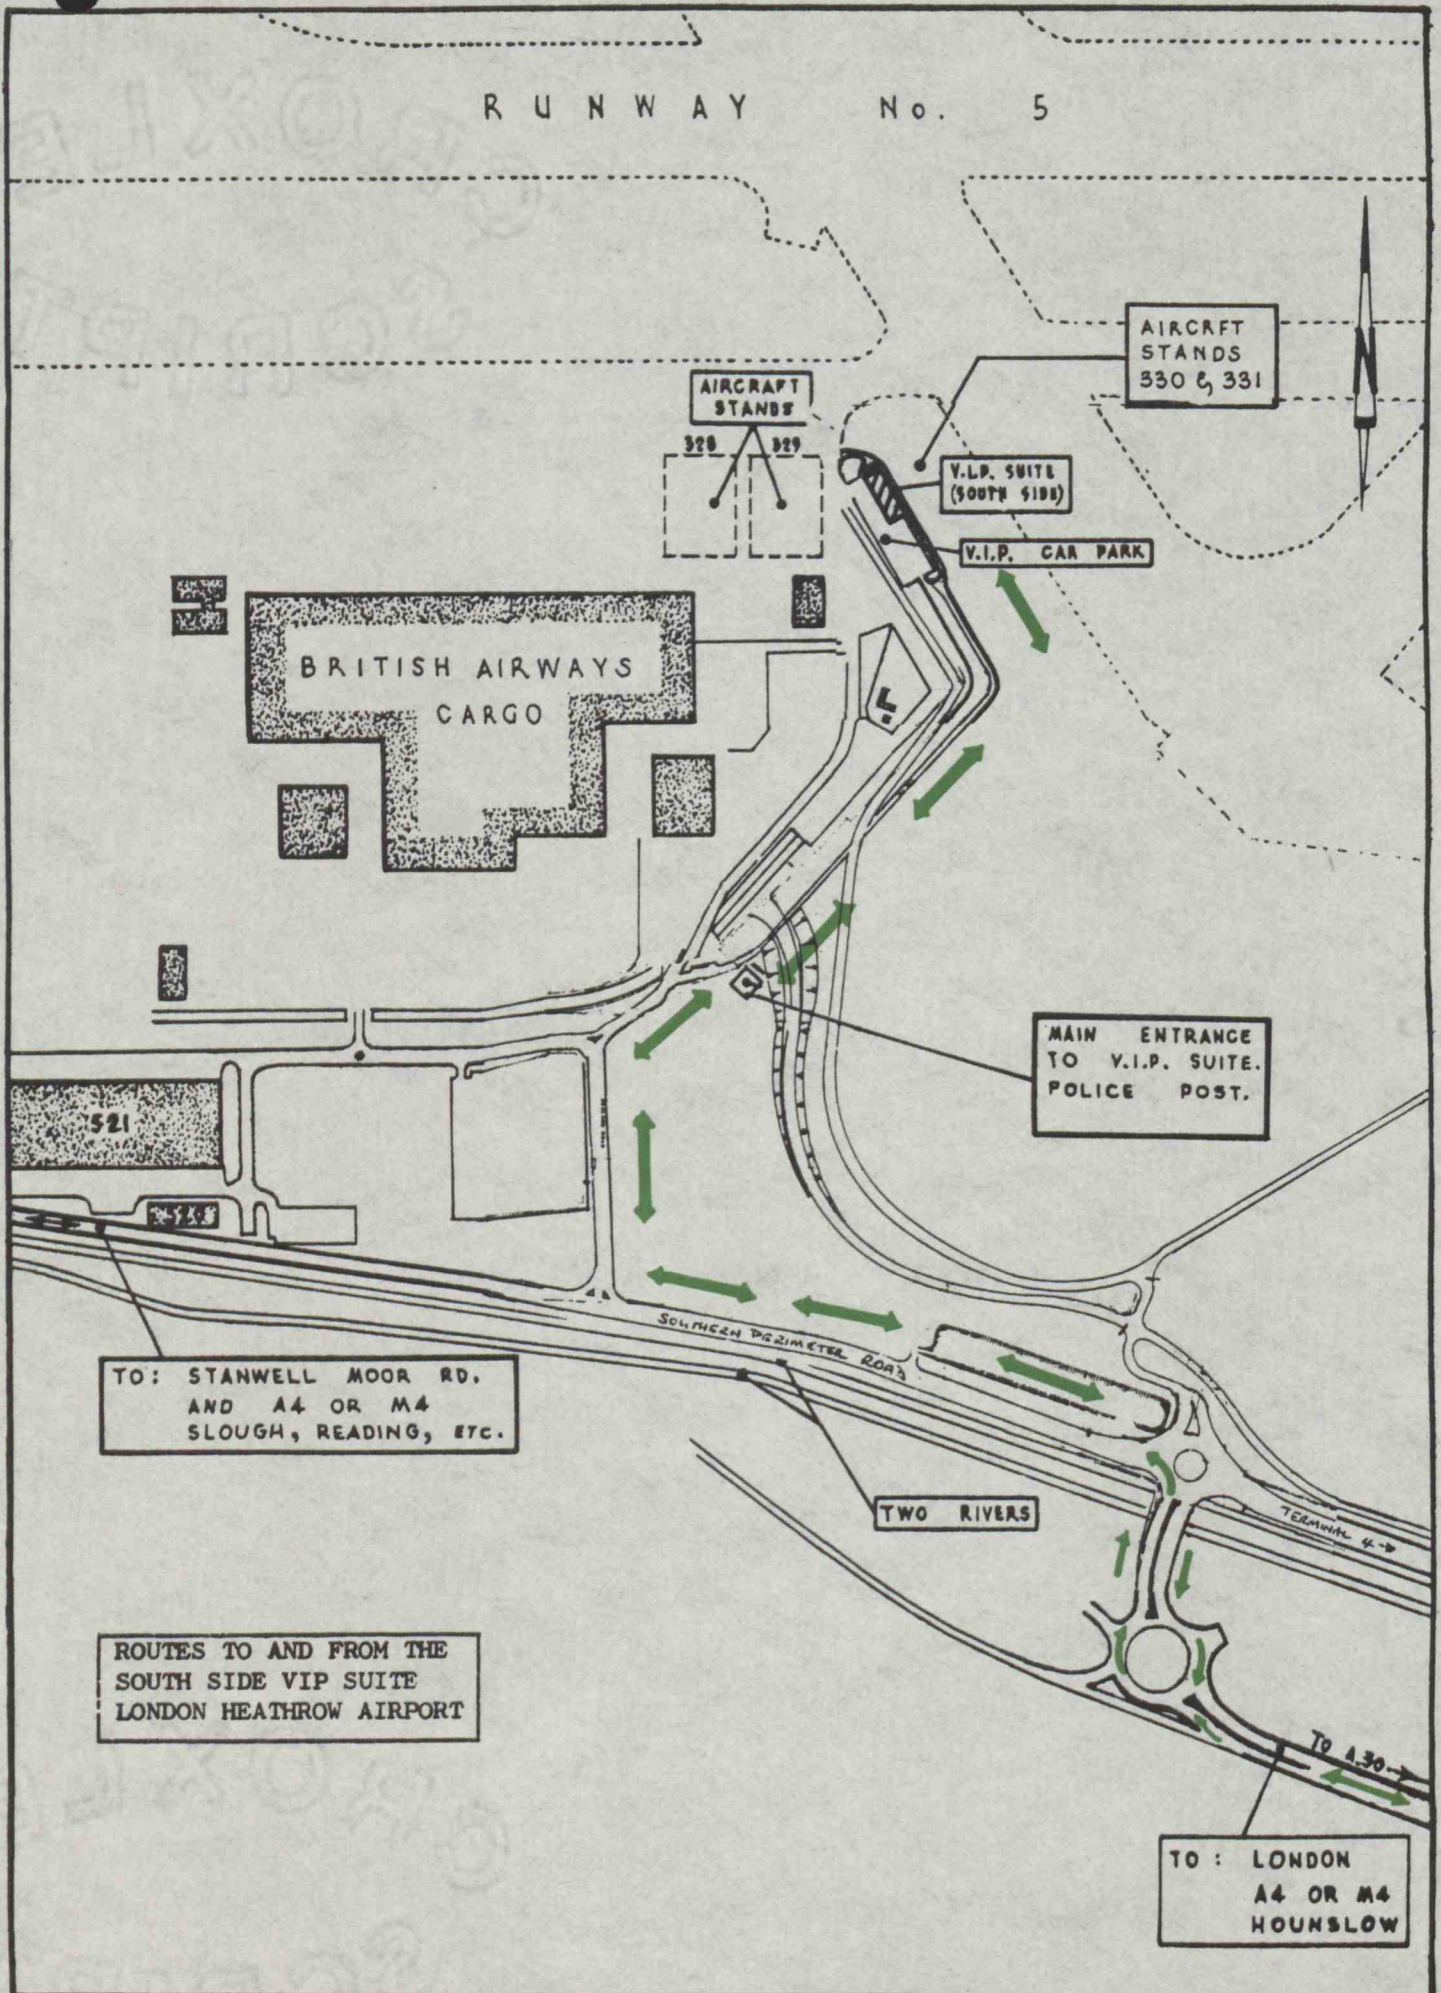 RUNWAY No. 5
AIRCRFT
STANDS
330 & 331
N
AIRCRAFT
STANDS
328 329
V.I.P. SUITE
(SOUTH SIDE)
V.I.P. CAR PARK
BRITISH AIRWAYS
CARGO
MAIN ENTRANCE
TO V.I.P. SUITE.
POLICE POST.
521
SOUTHERN PERIMETER ROAD
TO: STANWELL MOOR RD.
AND A4 OR M4
SLOUGH, READING, ETC.
TWO RIVERS
TERMINAL 4 →
ROUTES TO AND FROM THE
SOUTH SIDE VIP SUITE
LONDON HEATHROW AIRPORT
TO A.30 →
TO: LONDON
A4 OR M4
HOUNSLOW